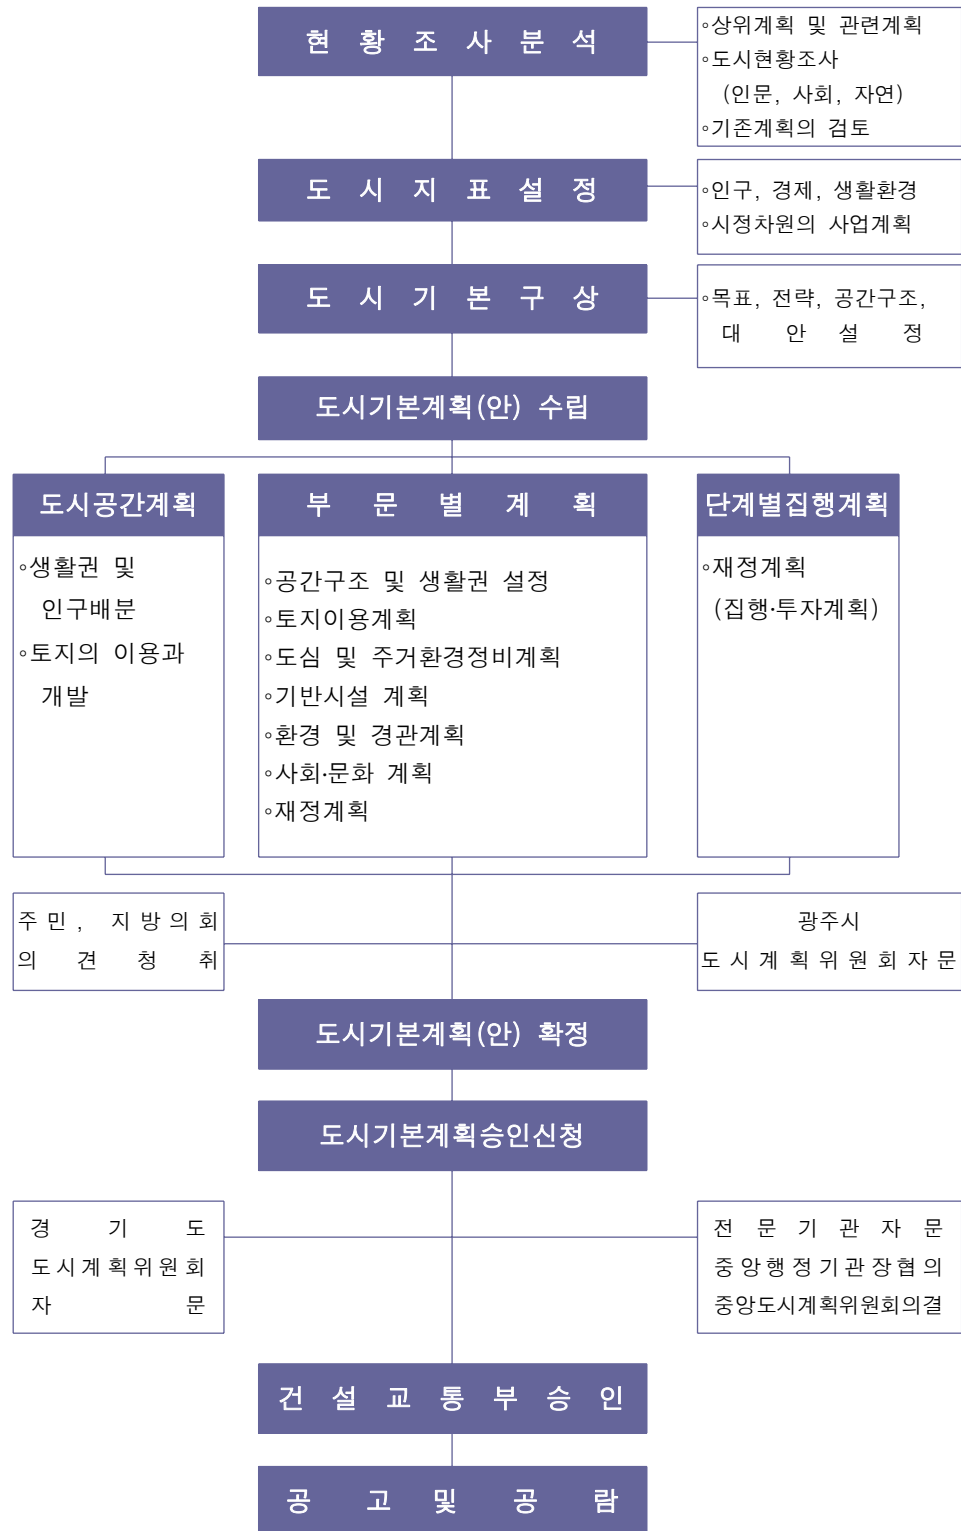 현황조사분석
◦상위계획 및 관련계획
◦도시현황조사
(인문, 사회, 자연)
◦기존계획의 검토
도시지표설정
◦인구, 경제, 생활환경
◦시정차원의 사업계획
도시기본구상
◦목표, 전략, 공간구조,
대안설정
도시기본계획(안) 수립
도시공간계획
◦생활권 및
인구배분
◦토지의 이용과
개발
부문별계획
◦공간구조 및 생활권 설정
◦토지이용계획
◦도심 및 주거환경정비계획
◦기반시설 계획
◦환경 및 경관계획
◦사회·문화 계획
◦재정계획
단계별집행계획
◦재정계획
(집행·투자계획)
주민, 지방의회
의견청취
광주시
도시계획위원회자문
도시기본계획(안) 확정
도시기본계획승인신청
경기도
도시계획위원회
자문
전문기관자문
중앙행정기관장협의
중앙도시계획위원회의결
건설교통부승인
공고및공람